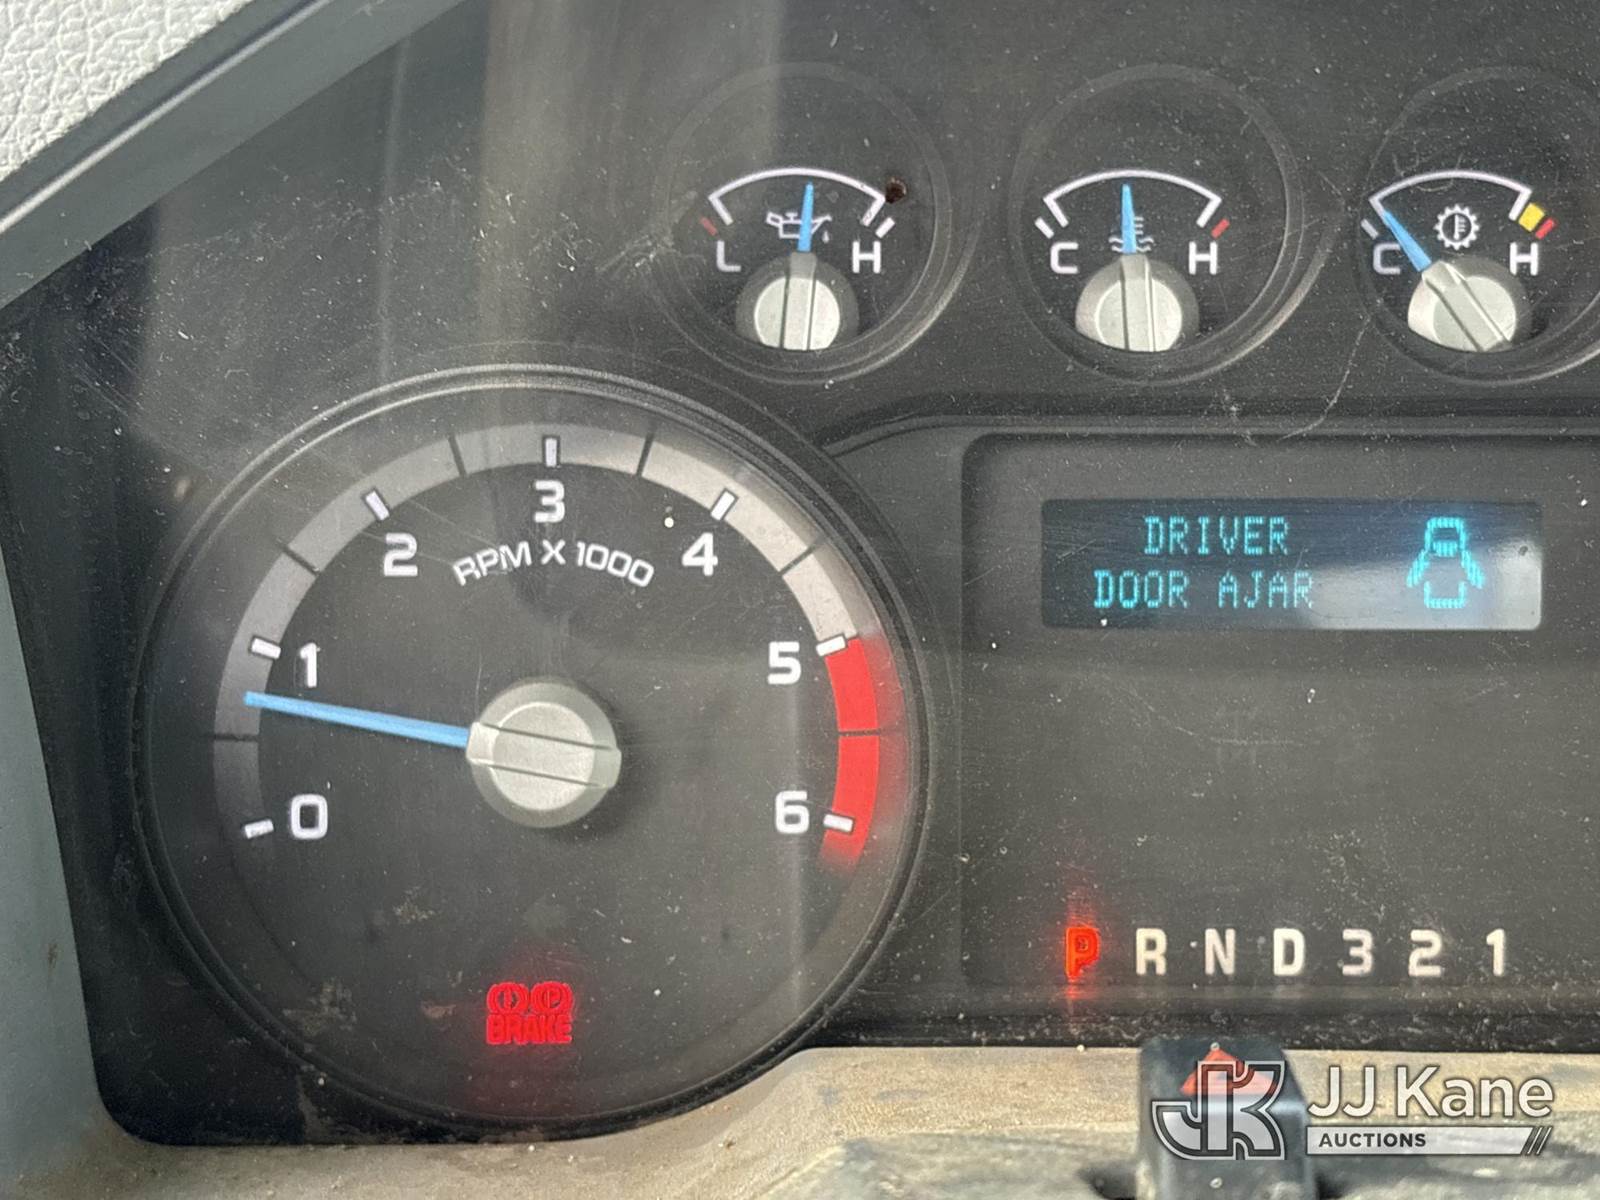 L H
C H
C H
DRIVER
DOOR AJAR
0 1 2 3 4 5 6
RPM X 1000
BRAKE
P R N D 3 2 1
JK JJ Kane
AUCTIONS